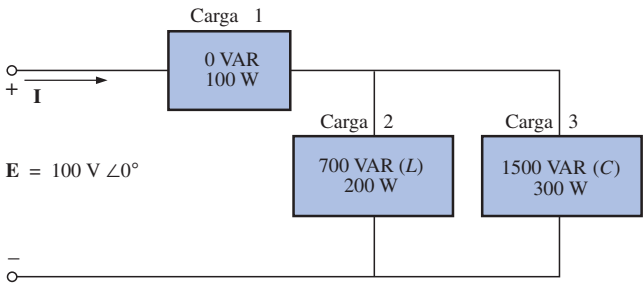 Carga 1
0 VAR
100 W
+
I
Carga 2
Carga 3
E = 100 V ∠0°
700 VAR (L)
200 W
1500 VAR (C)
300 W
−